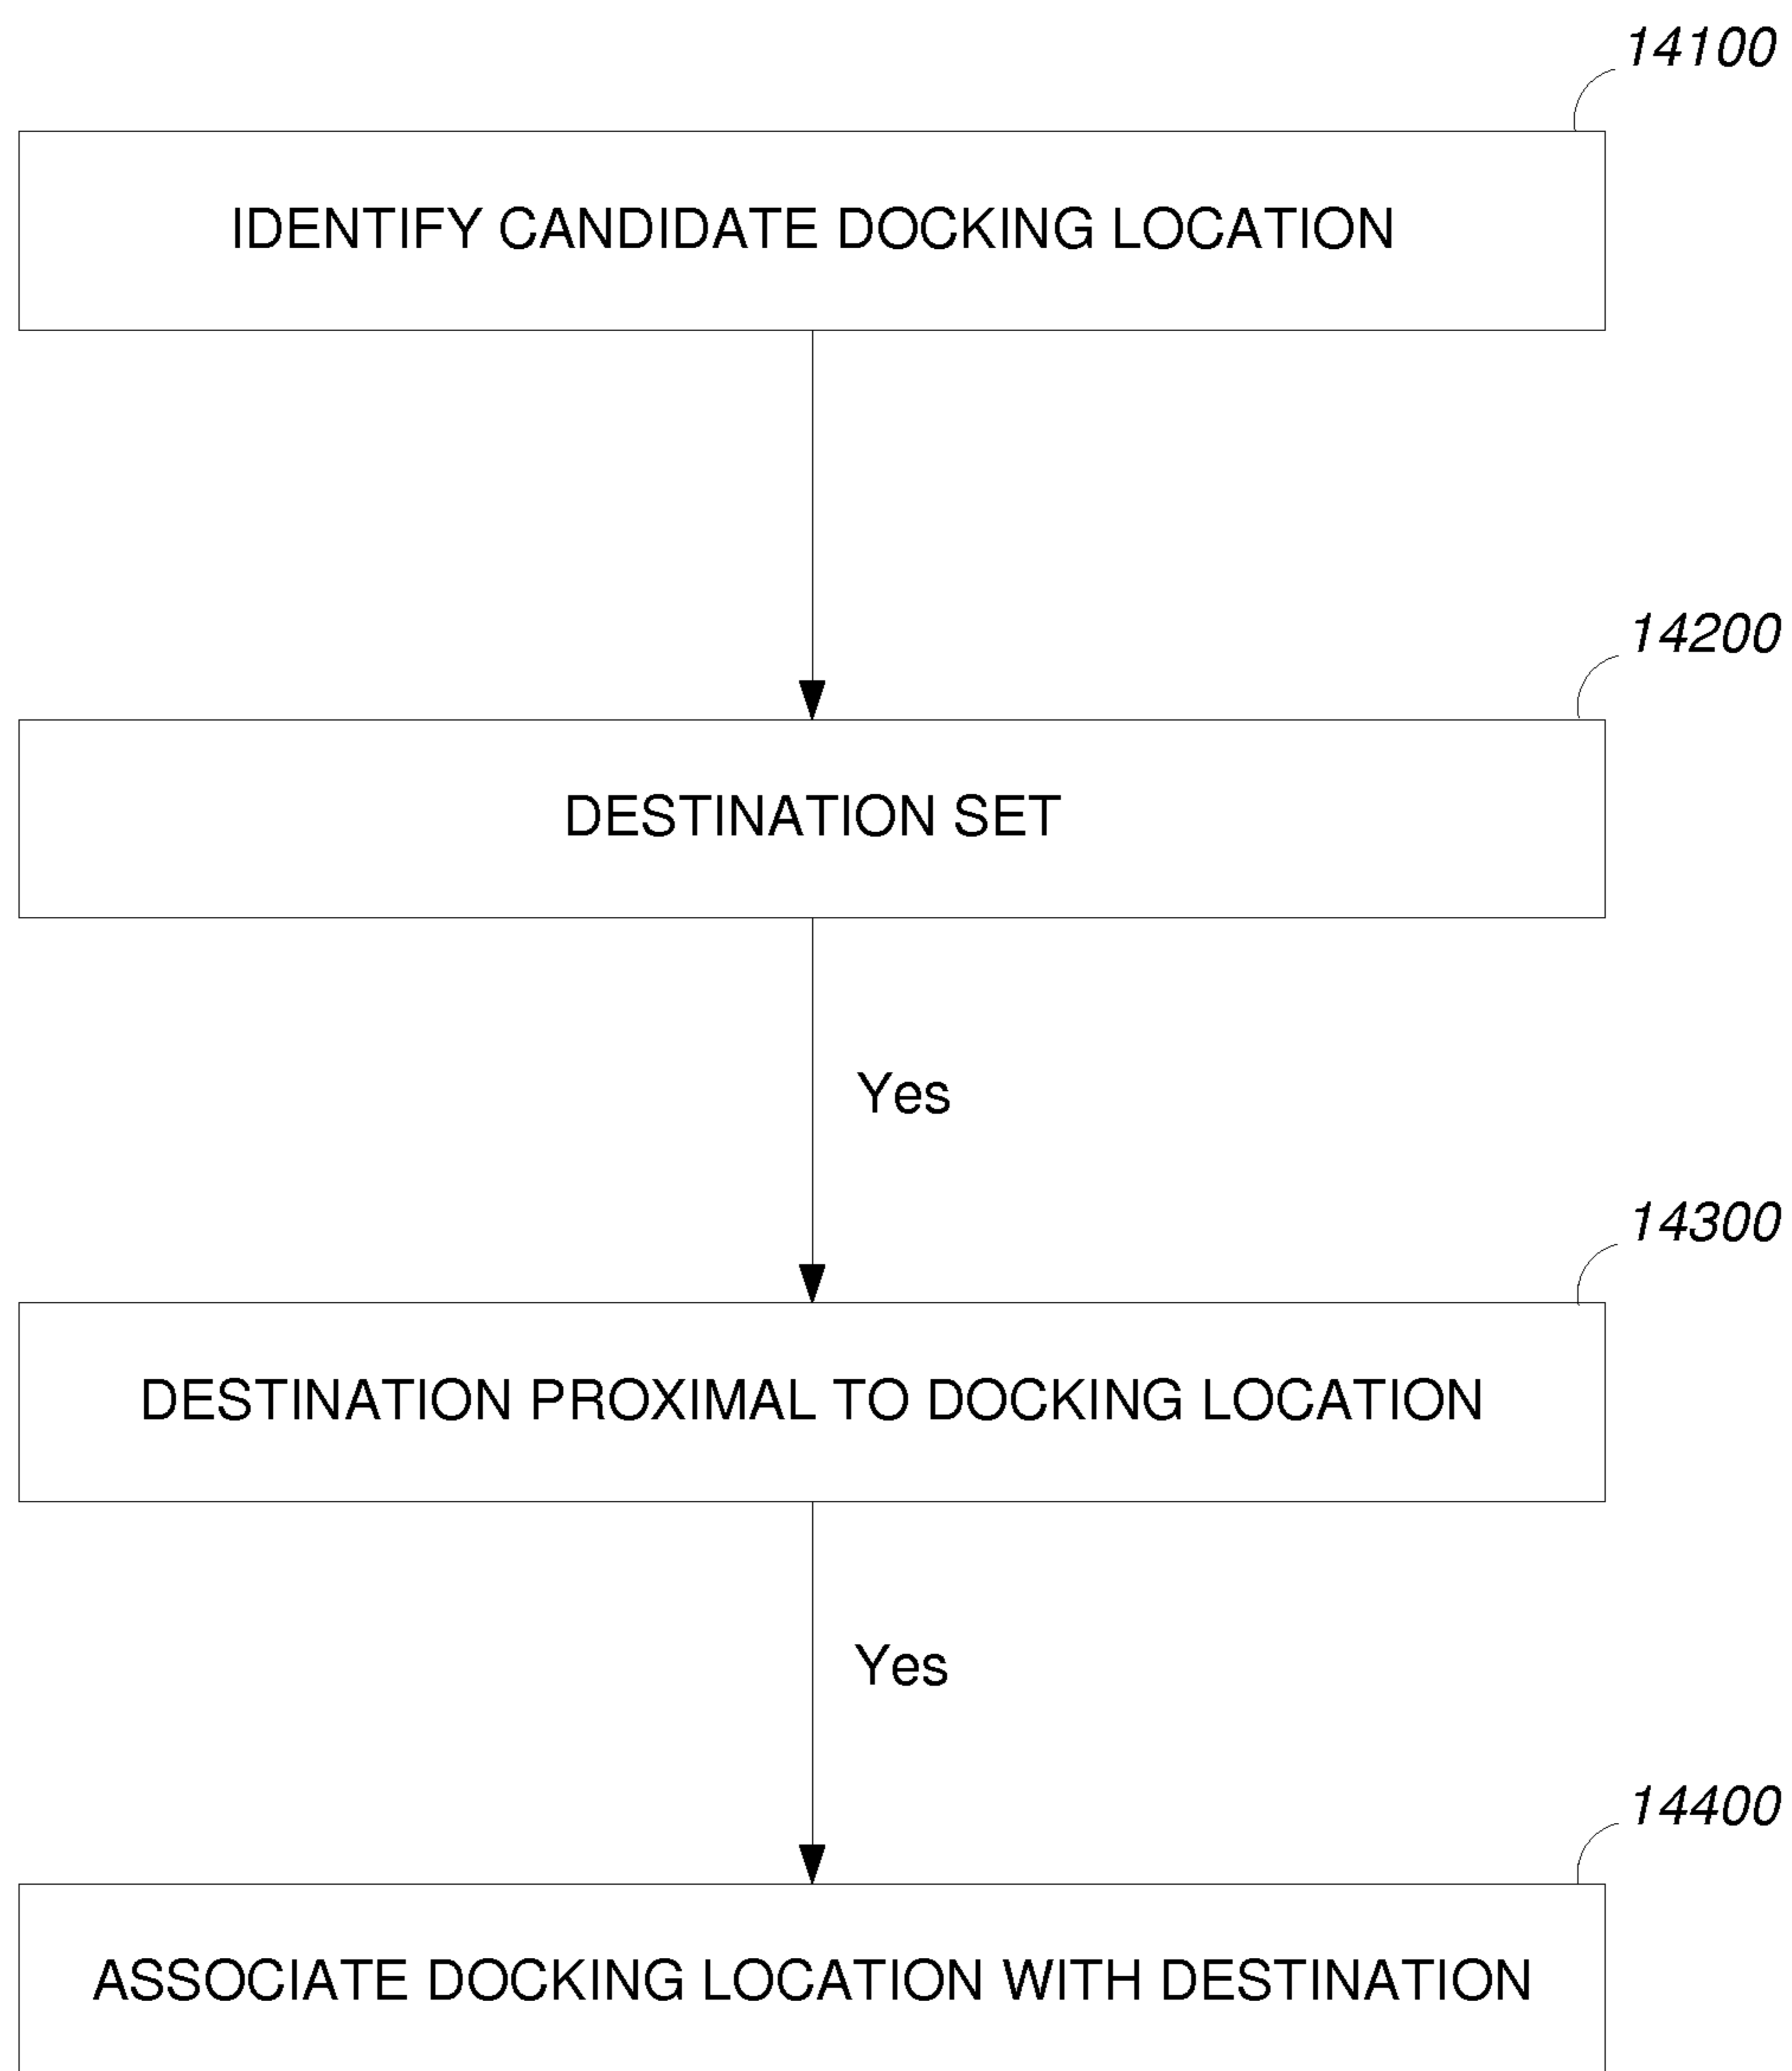 14100
IDENTIFY CANDIDATE DOCKING LOCATION
14200
DESTINATION SET
Yes
14300
DESTINATION PROXIMAL TO DOCKING LOCATION
Yes
14400
ASSOCIATE DOCKING LOCATION WITH DESTINATION